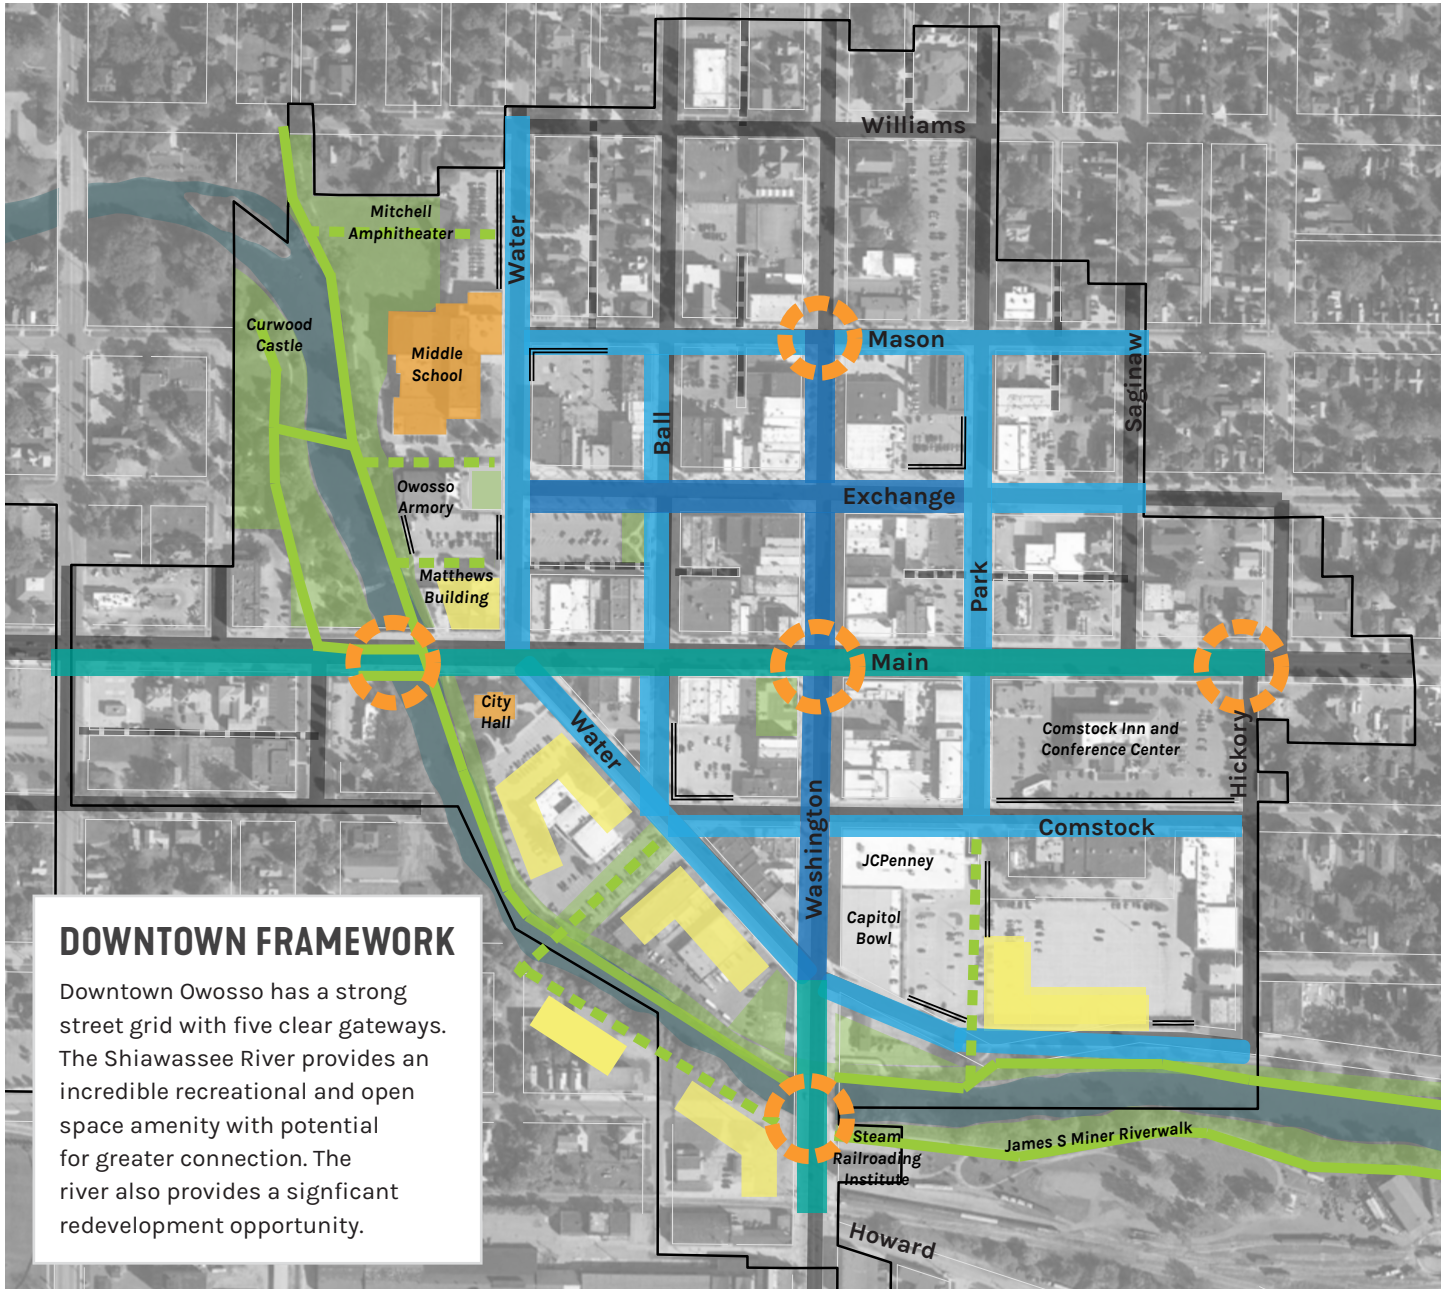 Williams
Mitchell
Amphitheater
Water
Curwood
Castle
Mason
Middle
School
Saginaw
Ball
Owosso
Armory
Exchange
Matthews
Building
Park
Main
City
Hall
Water
Comstock Inn and
Conference Center
Hickory
Washington
Comstock
JCPenney
Capitol
Bowl
DOWNTOWN FRAMEWORK
Downtown Owosso has a strong
street grid with five clear gateways.
The Shiawassee River provides an
incredible recreational and open
space amenity with potential
for greater connection. The
river also provides a signficant
redevelopment opportunity.
Steam
Railroading
Institute
James S Miner Riverwalk
Howard